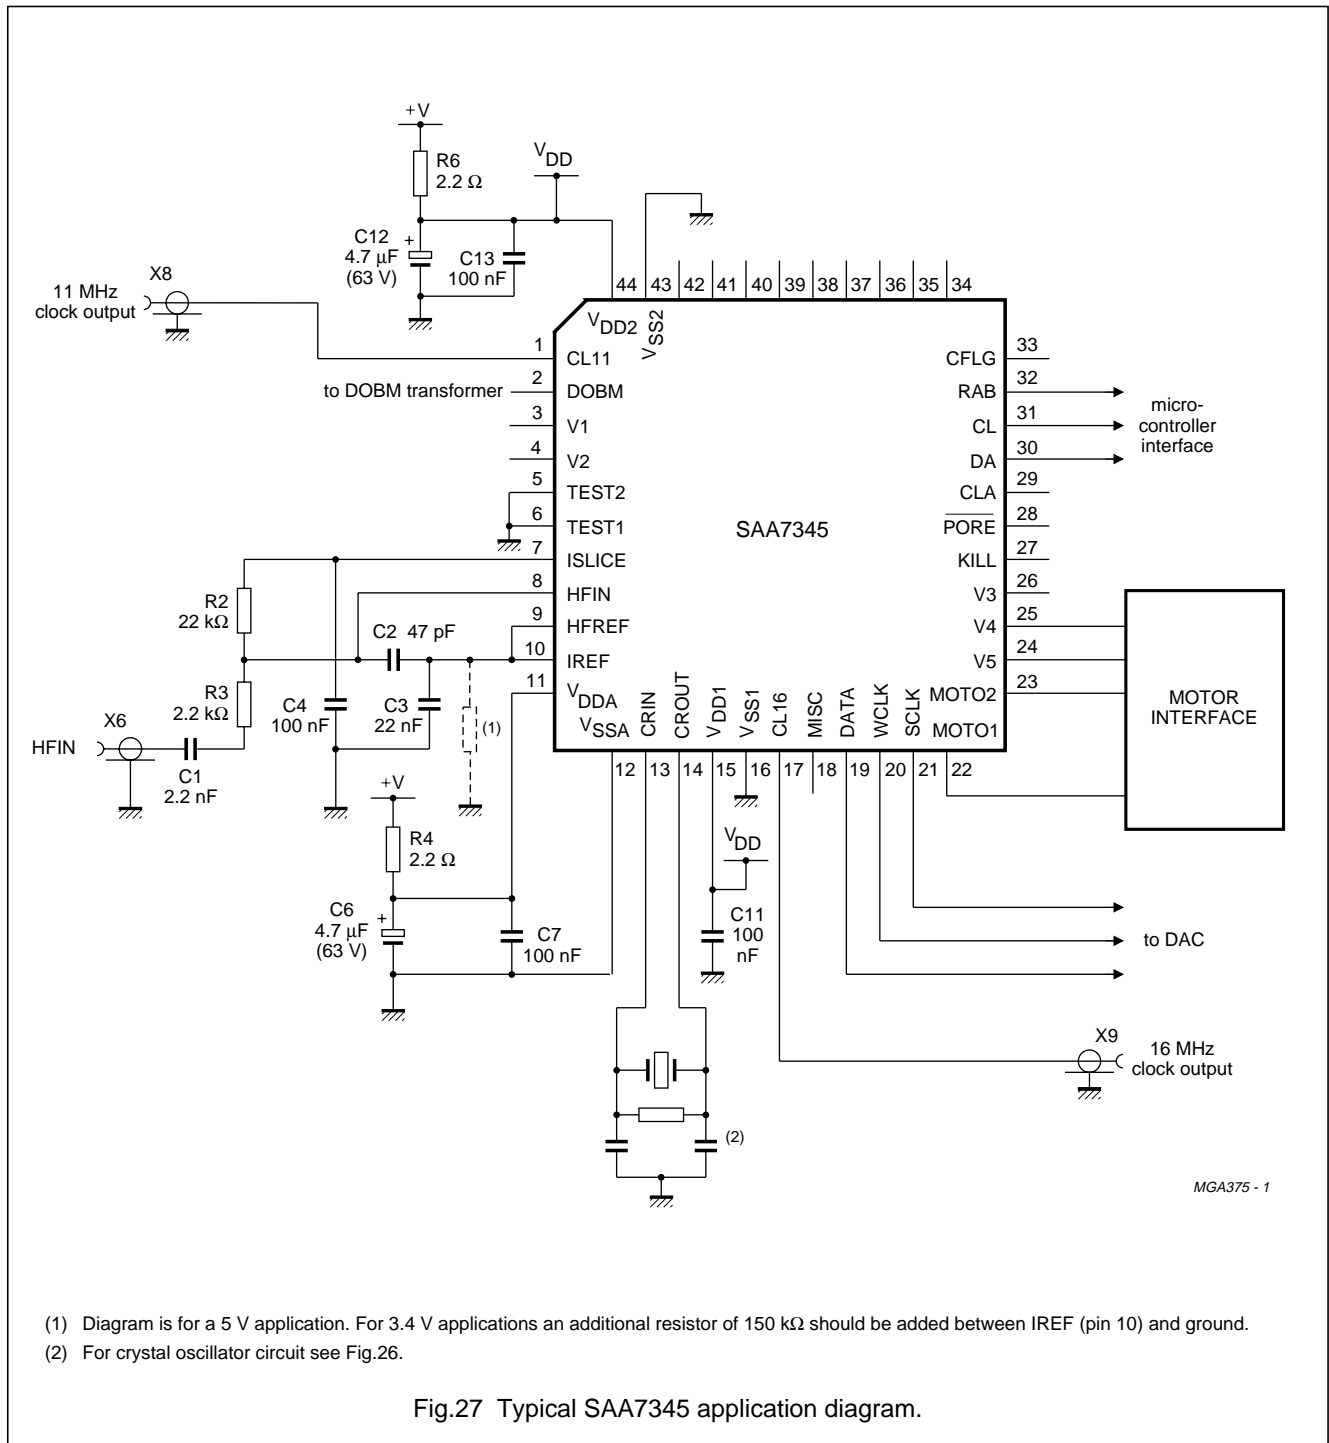 +V
R6
2.2 Ω
VDD
C12
4.7 µF
(63 V)
+
C13
100 nF
X8
11 MHz
clock output
44
43
42
41
40
39
38
37
36
35
34
VDD2
VSS2
1
CL11
to DOBM transformer
2
DOBM
3
V1
4
V2
5
TEST2
6
TEST1
7
ISLICE
8
HFIN
9
HFREF
10
IREF
11
VDDA
SAA7345
33
CFLG
32
RAB
31
CL
30
DA
29
CLA
28
PORE
27
KILL
26
V3
25
V4
24
V5
23
MOTO2
micro-
controller
interface
MOTOR
INTERFACE
R2
22 kΩ
C2 47 pF
R3
2.2 kΩ
C4
100 nF
C3
22 nF
(1)
X6
HFIN
C1
2.2 nF
VSSA
CRIN
CROUT
VDD1
VSS1
CL16
MISC
DATA
WCLK
SCLK
MOTO1
12
13
14
15
16
17
18
19
20
21
22
+V
R4
2.2 Ω
C6
4.7 µF
(63 V)
+
C7
100 nF
VDD
C11
100
nF
to DAC
X9
16 MHz
clock output
(2)
MGA375 - 1
(1) Diagram is for a 5 V application. For 3.4 V applications an additional resistor of 150 kΩ should be added between IREF (pin 10) and ground.
(2) For crystal oscillator circuit see Fig.26.
Fig.27 Typical SAA7345 application diagram.